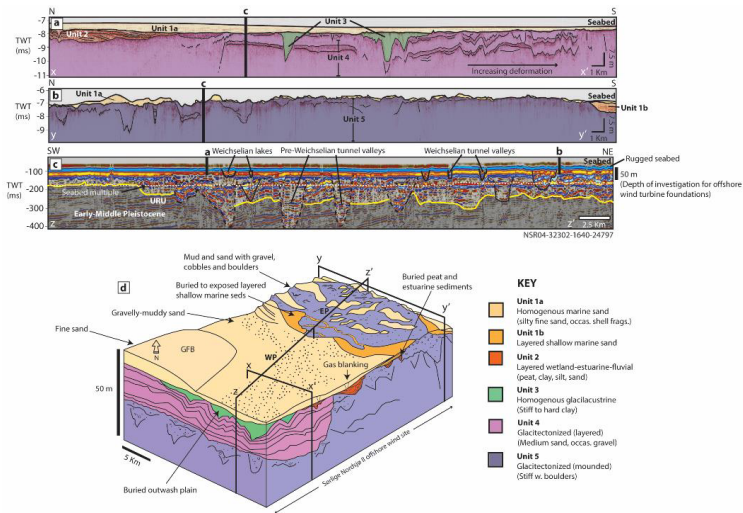 N
c
S
-7
a
Unit 3
Seabed
Unit 1a
TWT
(ms)
-8
Unit 2
-9
Unit 4
-10
Increasing deformation
7.5 m
1 Km
-11
x
x'
N
c
S
-6
b
Unit 1a
Seabed
TWT
(ms)
-7
-8
-9
Unit 5
Unit 1b
1 Km
y
y'
SW
a
Weichselian lakes
Pre-Weichselian tunnel valleys
Weichselian tunnel valleys
b
NE
c
Seabed
Rugged seabed
-100
50 m
(Depth of investigation for offshore
wind turbine foundations)
TWT
(ms)
-200
Seabed multiple
URU
-300
Early-Middle Pleistocene
-400
z
z'
2.5 Km
NSR04-32302-1640-24797
d
Mud and sand with gravel,
cobbles and boulders
y
z'
Buried peat and
estuarine sediments
Buried to exposed layered
shallow marine seds
y'
Gravelly-muddy sand
EP
Fine sand
N
GFB
WP
Gas blanking
x
z
x'
50 m
5 Km
Buried outwash plain
Sørlige Nordsjø II offshore wind site
KEY
Unit 1a
Homogenous marine sand
(silty fine sand, occas. shell frags.)
Unit 1b
Layered shallow marine sand
Unit 2
Layered wetland-estuarine-fluvial
(peat, clay, silt, sand)
Unit 3
Homogenous glacilacustrine
(Stiff to hard clay)
Unit 4
Glacitectonized (layered)
(Medium sand, occas. gravel)
Unit 5
Glacitectonized (mounded)
(Stiff w. boulders)